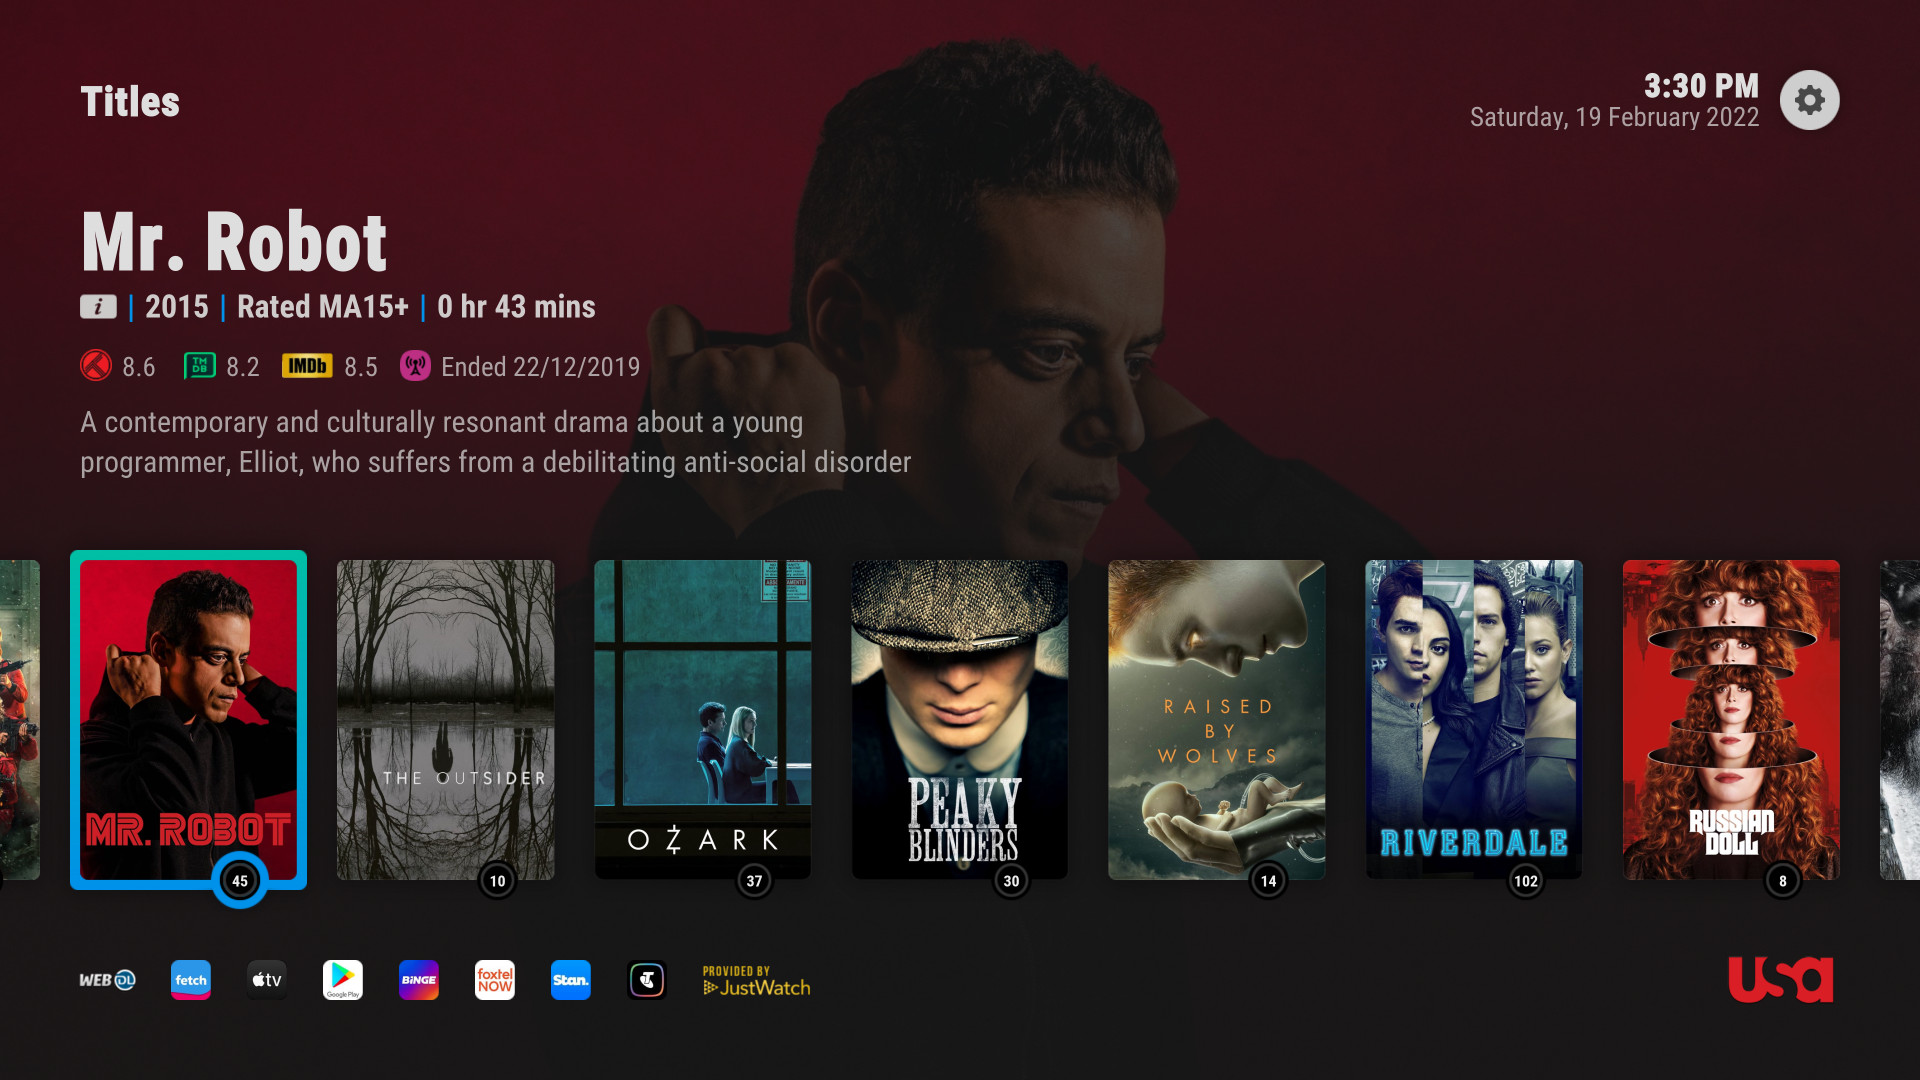 Titles
3:30 PM
Saturday, 19 February 2022
Mr. Robot
i | 2015 | Rated MA15+ | 0 hr 43 mins
8.6 TMDB 8.2 IMDb 8.5 Ended 22/12/2019
A contemporary and culturally resonant drama about a young
programmer, Elliot, who suffers from a debilitating anti-social disorder
MR. ROBOT
45
THE OUTSIDER
10
OZARK
37
PEAKY
BLINDERS
30
RAISED
BY
WOLVES
14
RIVERDALE
102
RUSSIAN
DOLL
8
WEB DL
fetch
tv
Google Play
BINGE
foxtel
NOW
Stan.
T
PROVIDED BY
JustWatch
usa